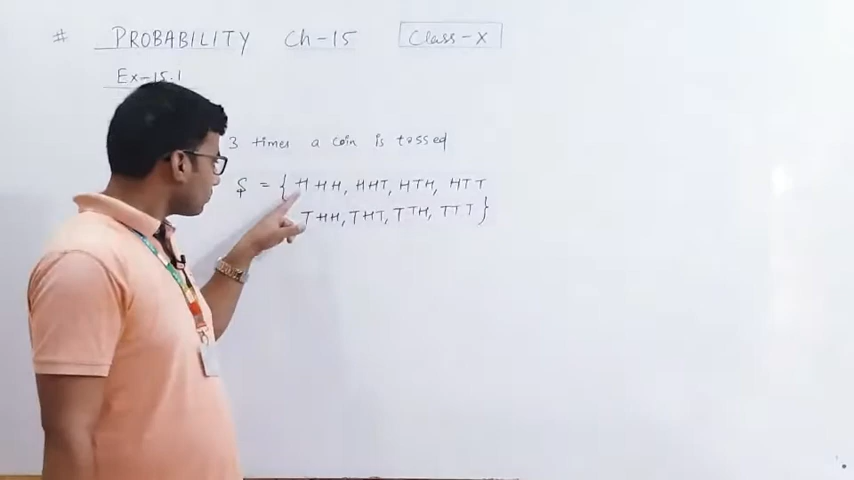 # PROBABILITY Ch-15 Class-X
Ex-15.1
3 times a coin is tossed
S = { HHH, HHT, HTH, HTT
THH, THT, TTH, TTT }